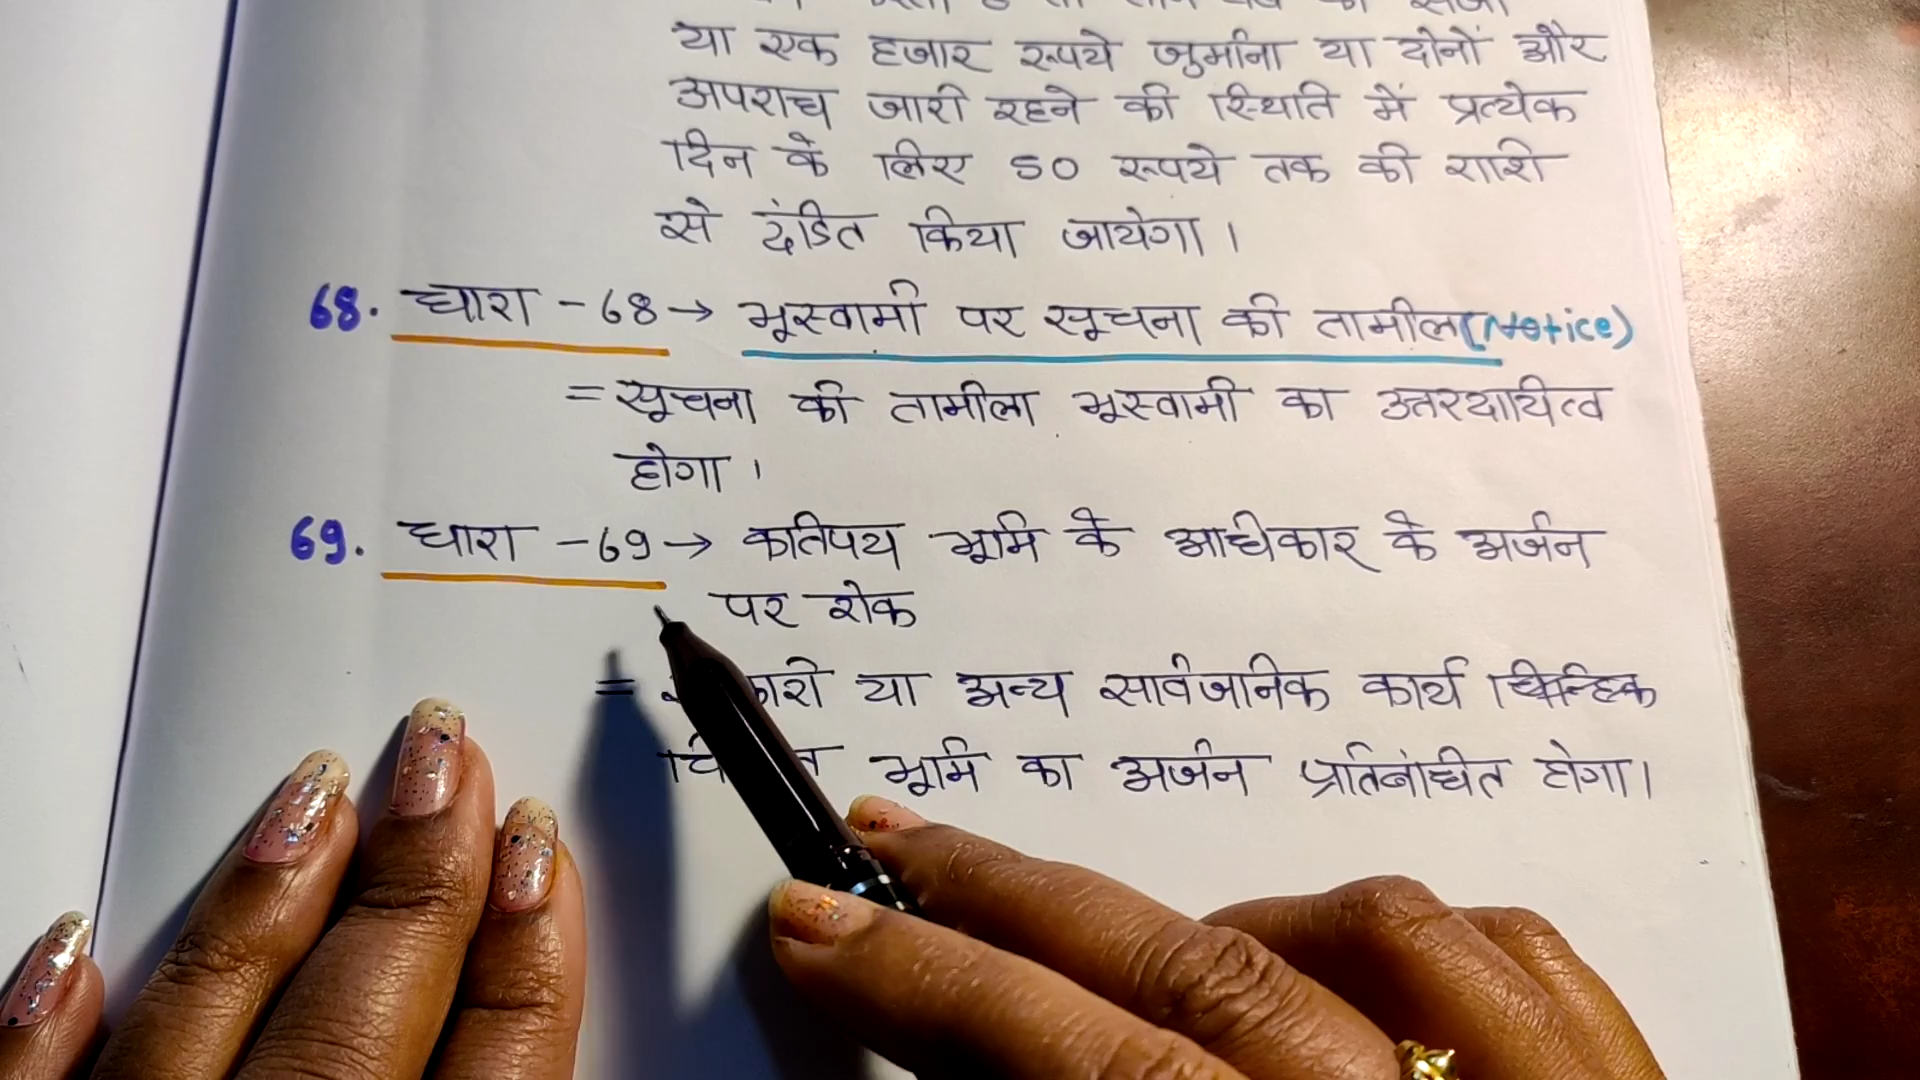 या एक हजार रूपये जुर्माना या दोनों और
अपराध जारी रहने की स्थिति में प्रत्येक
दिन के लिए 50 रूपये तक की राशि
से दंडित किया जायेगा।
68. धारा -68→ भूस्वामी पर सूचना की तामील (Notice)
= सूचना की तामीला भूस्वामी का उत्तरदायित्व
होगा।
69. धारा -69→ कतिपय भूमि के अधिकार के अर्जन
पर रोक
= या अन्य सार्वजनिक कार्य
भूमि का अर्जन प्रतिबंधित होगा।